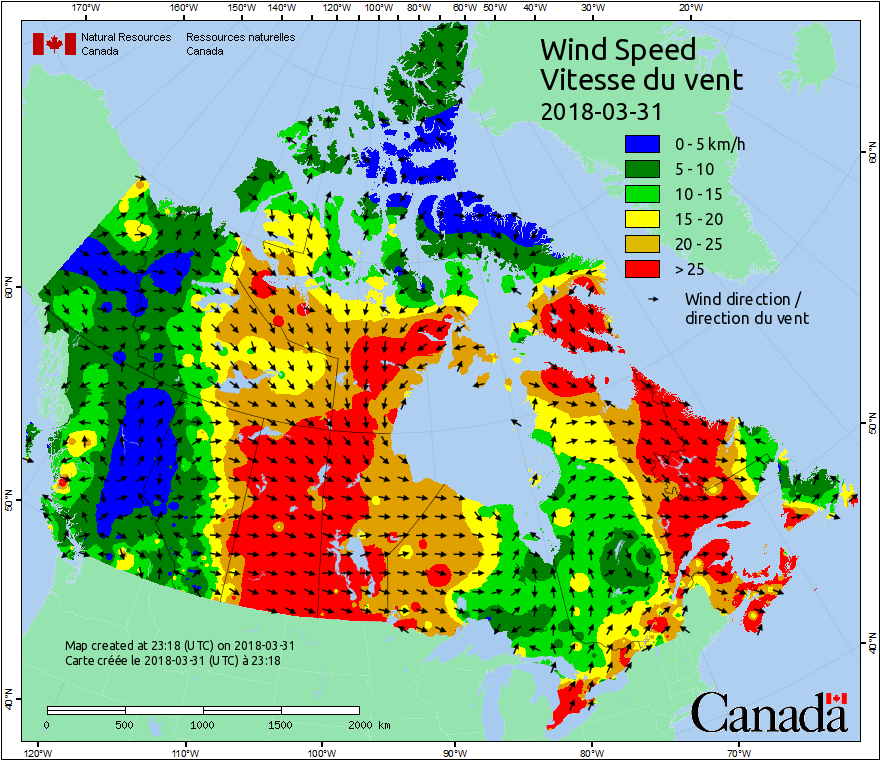 170°W 160°W 150°W 140°W 130°W 120°W 110°W 100°W 90°W 80°W 70°W 60°W 50°W 40°W 30°W 20°W
Natural Resources Ressources naturelles
Canada Canada
Wind Speed
Vitesse du vent
2018-03-31
0 - 5 km/h
5 - 10
10 - 15
15 - 20
20 - 25
> 25
Wind direction /
direction du vent
60°N
60°N
50°N
50°N
40°N
40°N
Map created at 23:18 (UTC) on 2018-03-31
Carte créée le 2018-03-31 (UTC) à 23:18
0 500 1000 1500 2000 km
Canada
120°W 110°W 100°W 90°W 80°W 70°W